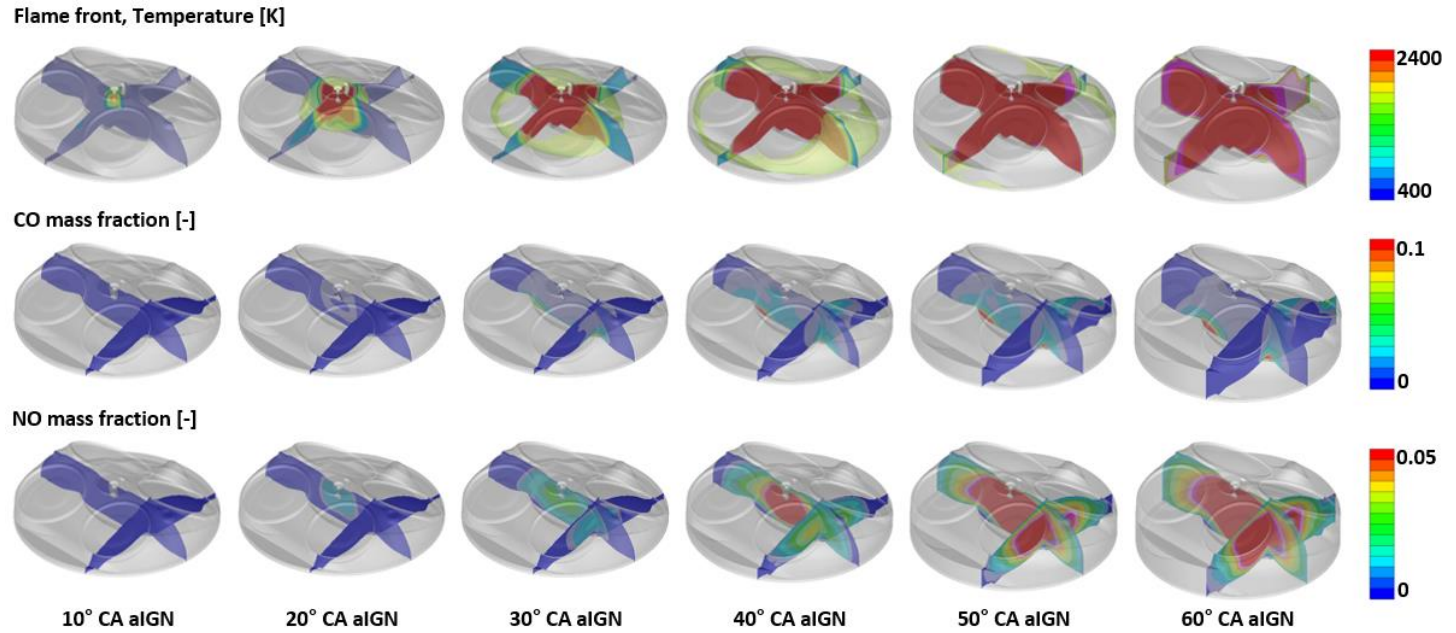 Flame front, Temperature [K]
2400
400
CO mass fraction [-]
0.1
0
NO mass fraction [-]
0.05
0
10° CA aIGN 20° CA aIGN 30° CA aIGN 40° CA aIGN 50° CA aIGN 60° CA aIGN